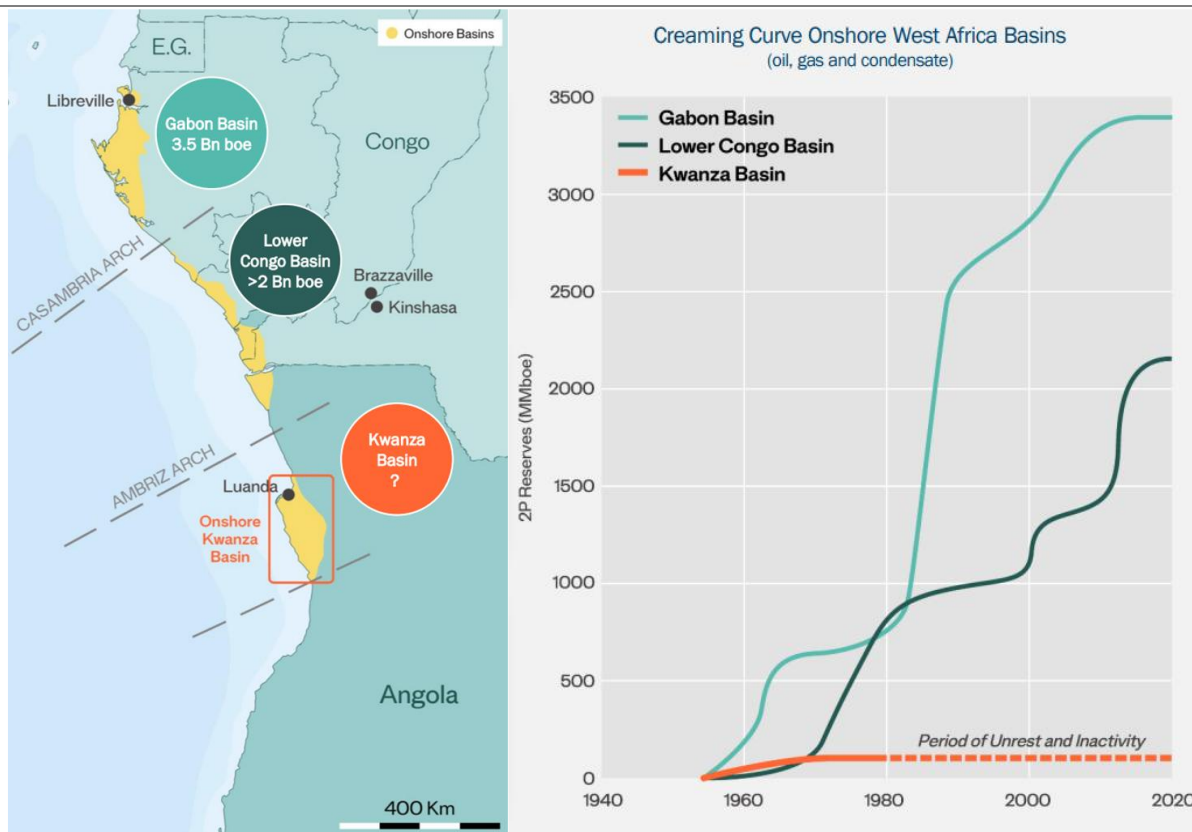 Onshore Basins
E.G.
Libreville
Gabon Basin
3.5 Bn boe
Congo
Lower
Congo Basin
>2 Bn boe
Brazzaville
Kinshasa
CASAMBRIA ARCH
AMBRIZ ARCH
Kwanza
Basin
?
Luanda
Onshore
Kwanza
Basin
Angola
400 Km
Creaming Curve Onshore West Africa Basins
(oil, gas and condensate)
Gabon Basin
Lower Congo Basin
Kwanza Basin
2P Reserves (MMboe)
3500
3000
2500
2000
1500
1000
500
0
Period of Unrest and Inactivity
1940
1960
1980
2000
2020